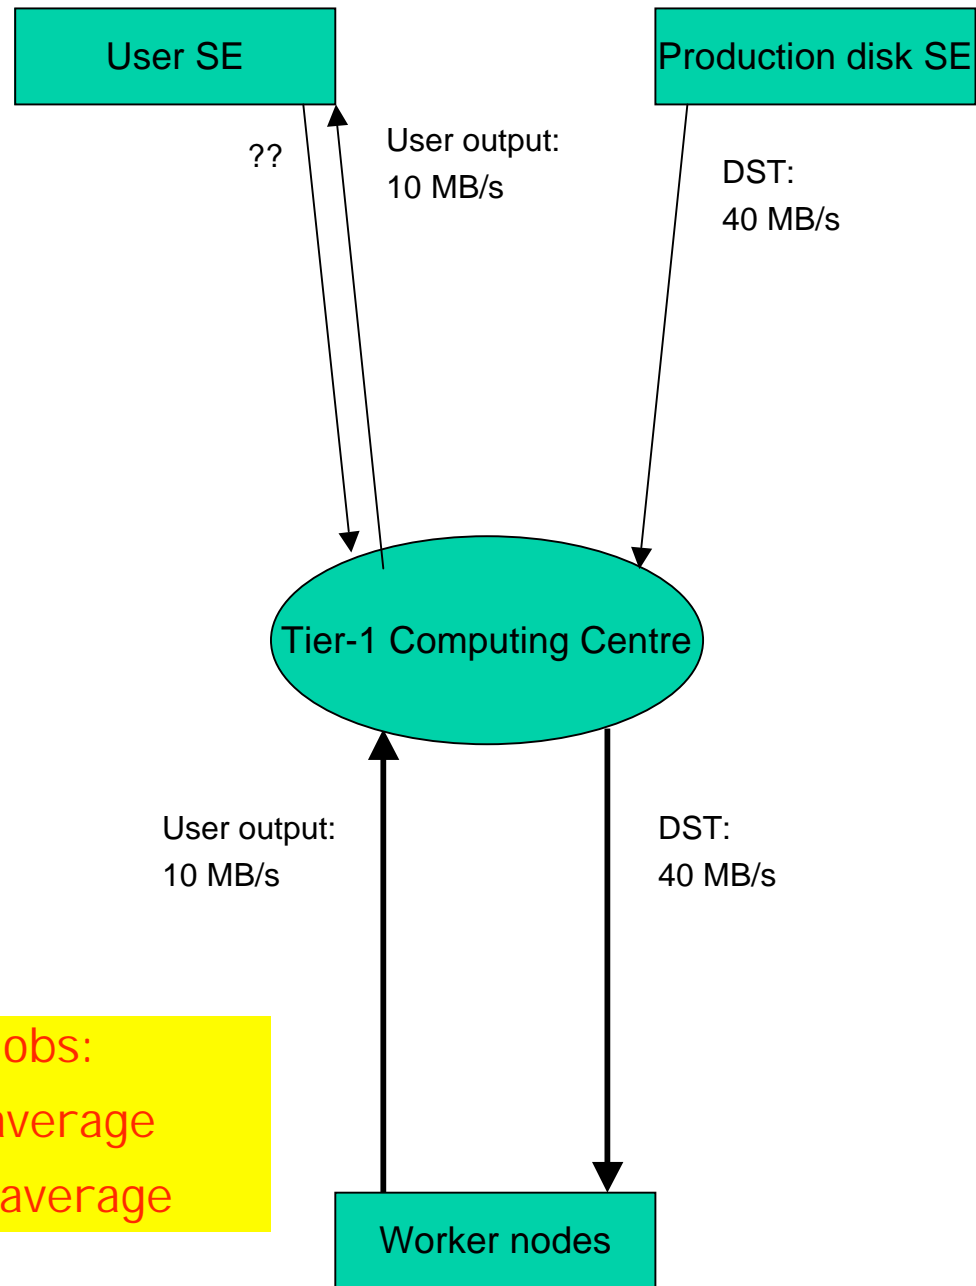 User SE
Production disk SE
??
User output:
10 MB/s
DST:
40 MB/s
Tier-1 Computing Centre
User output:
10 MB/s
DST:
40 MB/s
obs:
average
average
Worker nodes